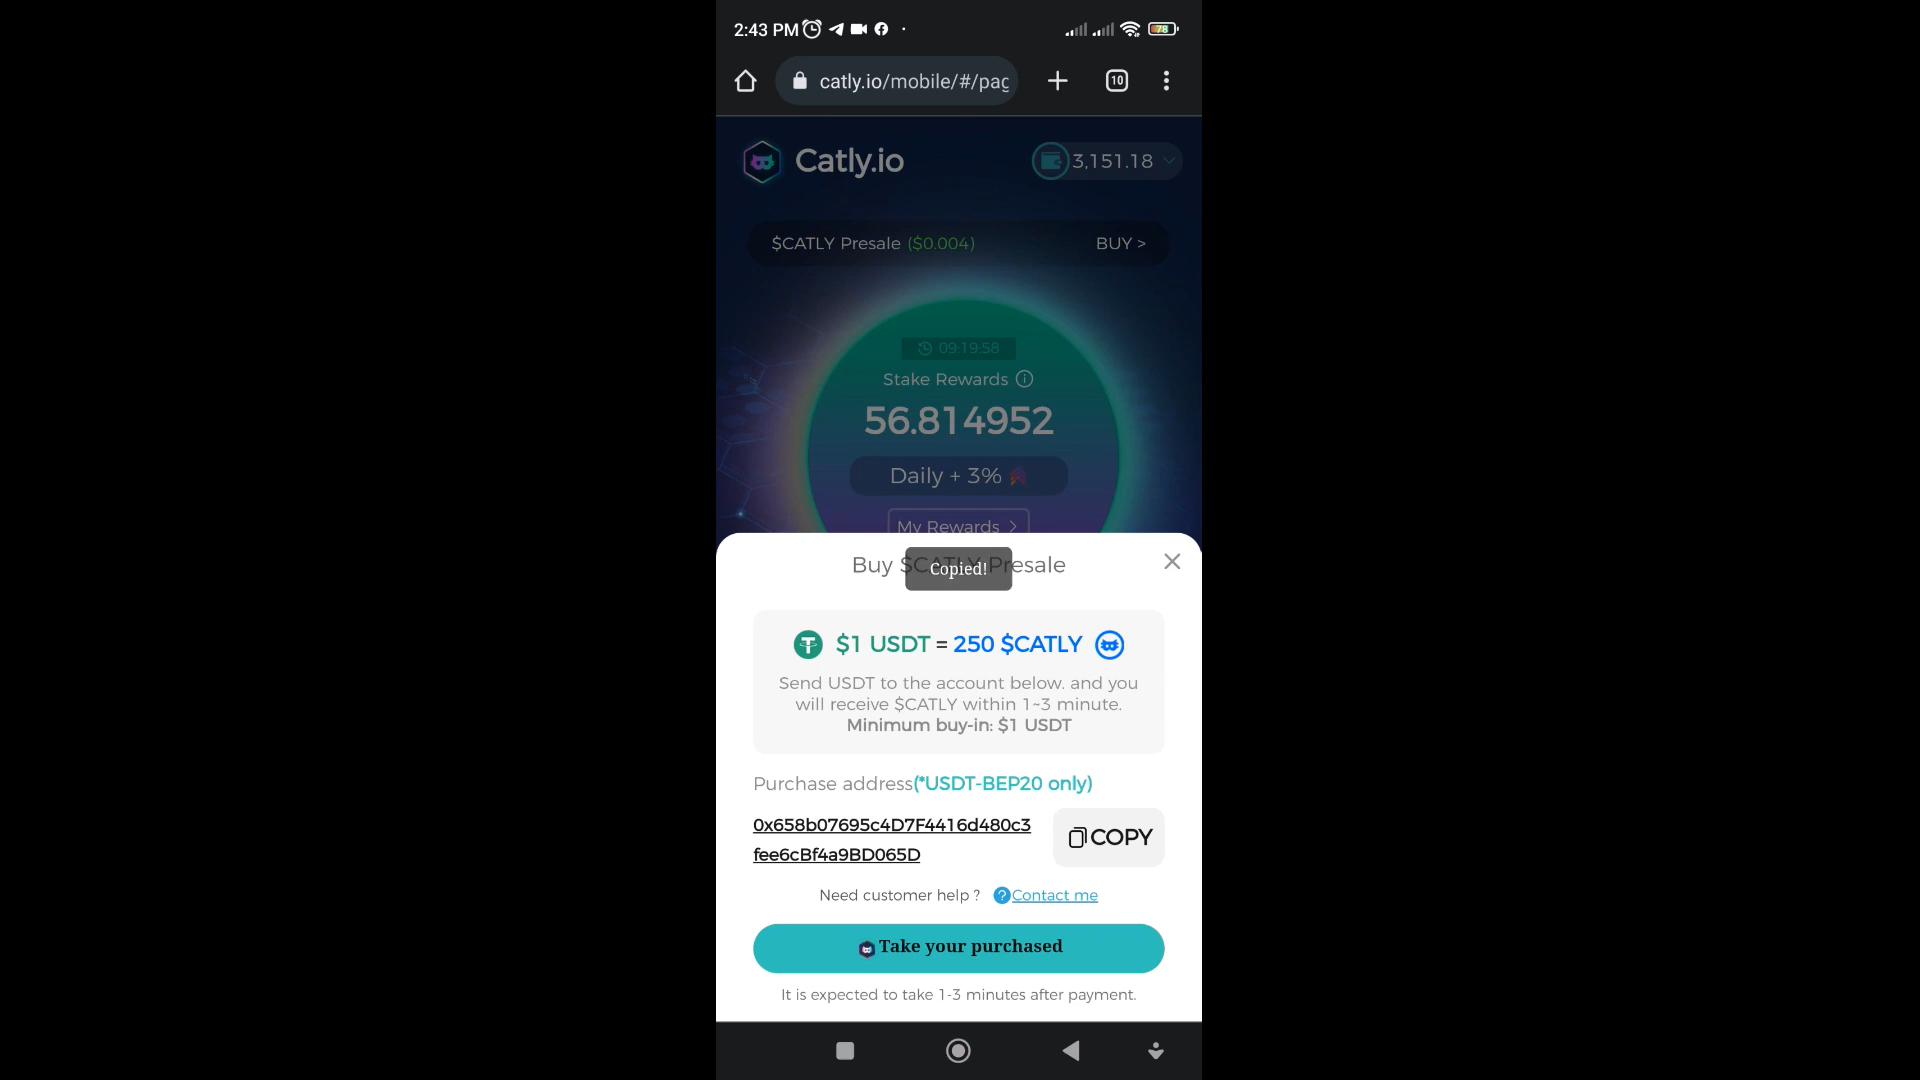 2:43 PM
78
catly.io/mobile/#/pag
10
Catly.io
3,151.18
$CATLY Presale ($0.004)
BUY >
09:19:58
Stake Rewards
56.814952
Daily + 3%
My Rewards >
Buy $CATLY Presale
Copied!
$1 USDT = 250 $CATLY
Send USDT to the account below. and you
will receive $CATLY within 1~3 minute.
Minimum buy-in: $1 USDT
Purchase address(*USDT-BEP20 only)
0x658b07695c4D7F4416d480c3
fee6cBf4a9BD065D
COPY
Need customer help ? Contact me
Take your purchased
It is expected to take 1-3 minutes after payment.